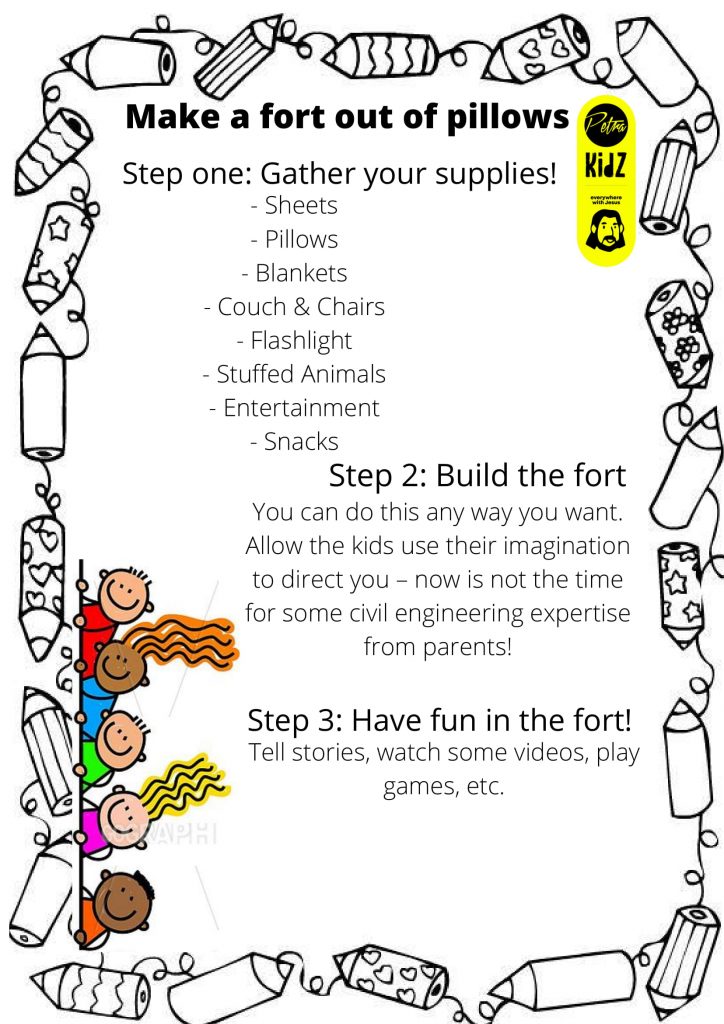 Make a fort out of pillows
Petra
KidZ
everywhere
with Jesus
Step one: Gather your supplies!
- Sheets
- Pillows
- Blankets
- Couch & Chairs
- Flashlight
- Stuffed Animals
- Entertainment
- Snacks
Step 2: Build the fort
You can do this any way you want.
Allow the kids use their imagination
to direct you – now is not the time
for some civil engineering expertise
from parents!
Step 3: Have fun in the fort!
Tell stories, watch some videos, play
games, etc.